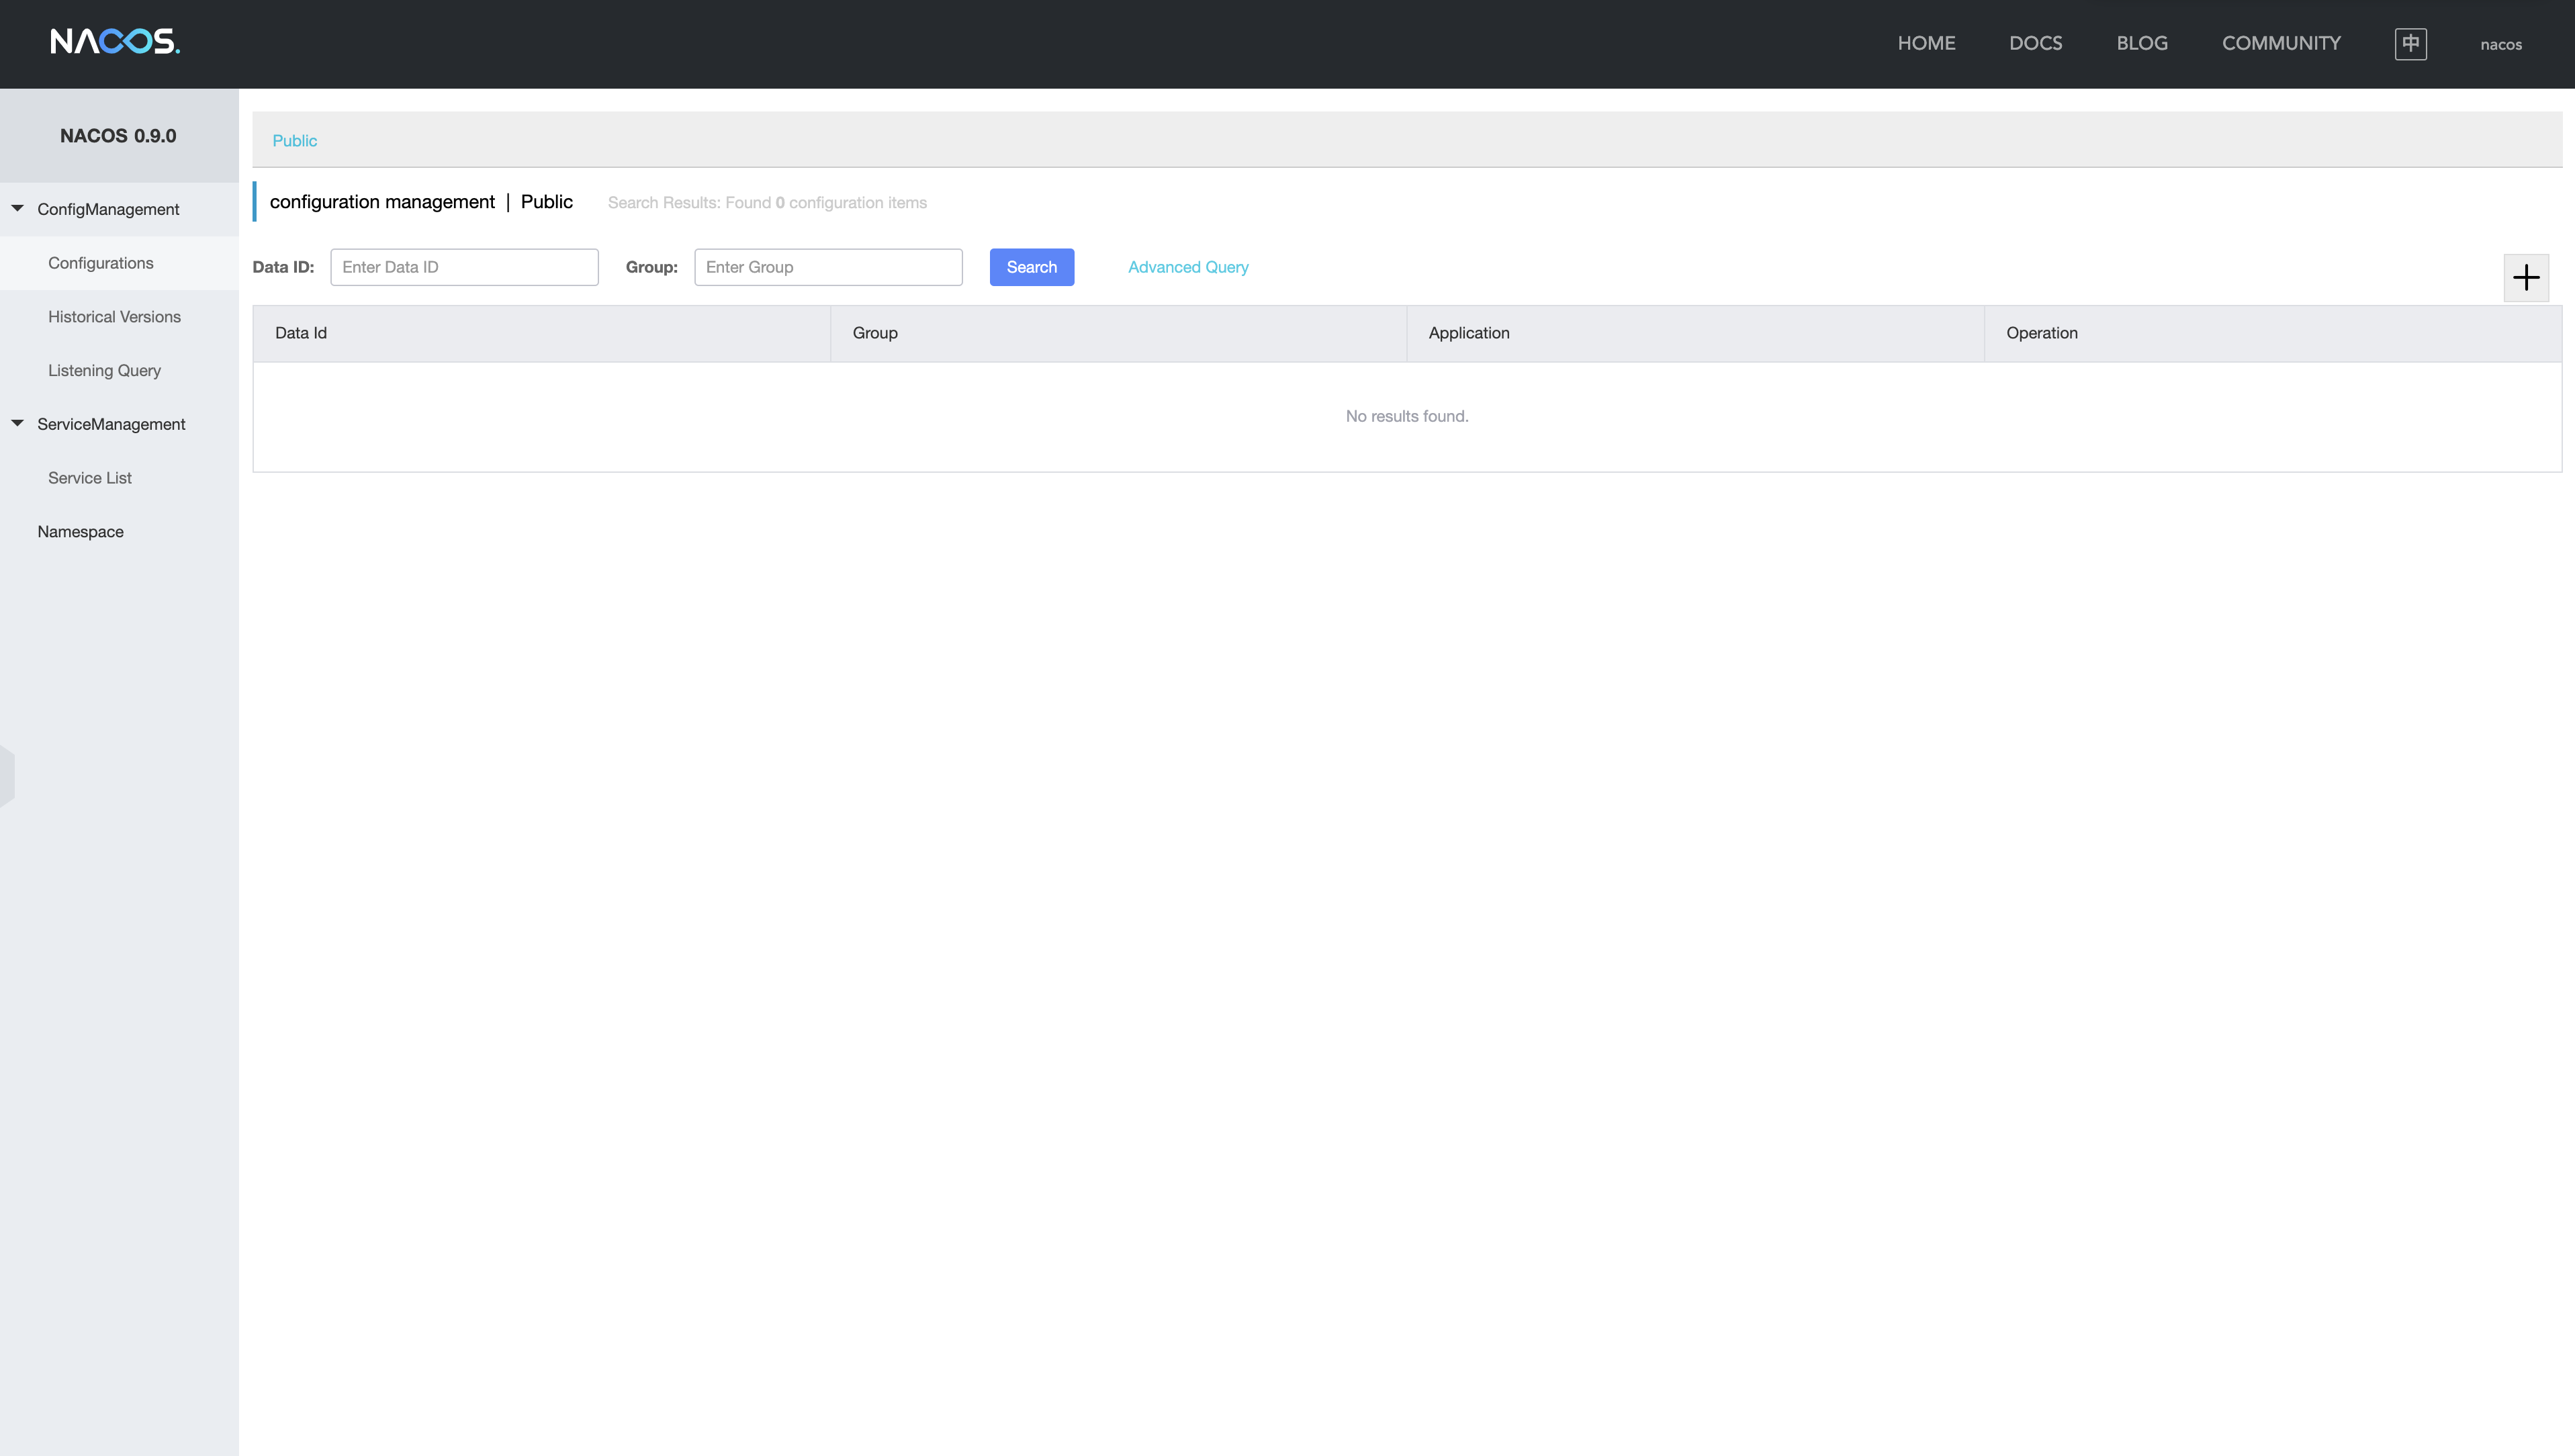 NACOS.
HOME DOCS BLOG COMMUNITY 中 nacos
NACOS 0.9.0
ConfigManagement
Configurations
Historical Versions
Listening Query
ServiceManagement
Service List
Namespace
Public
configuration management | Public Search Results: Found 0 configuration items
Data ID: Enter Data ID Group: Enter Group Search Advanced Query
Data Id Group Application Operation
No results found.